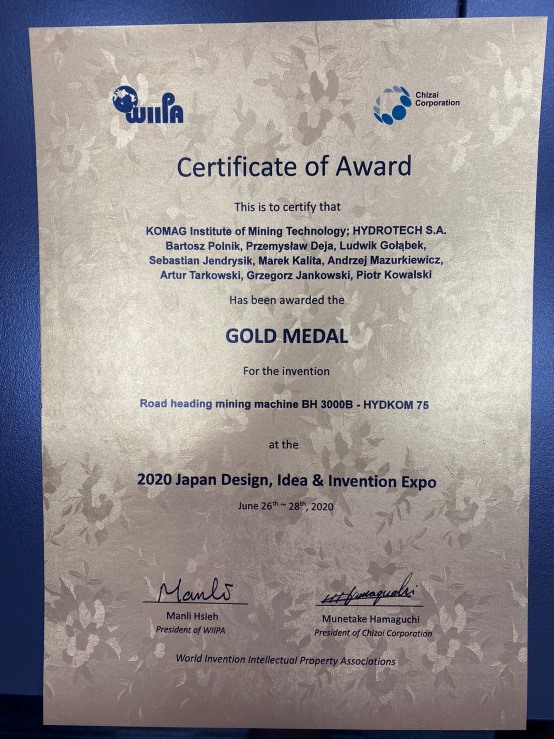 WIIPA
Chizai
Corporation
Certificate of Award
This is to certify that
KOMAG Institute of Mining Technology; HYDROTECH S.A.
Bartosz Polnik, Przemysław Deja, Ludwik Gołąbek,
Sebastian Jendrysik, Marek Kalita, Andrzej Mazurkiewicz,
Artur Tarkowski, Grzegorz Jankowski, Piotr Kowalski
Has been awarded the
GOLD MEDAL
For the invention
Road heading mining machine BH 3000B - HYDKOM 75
at the
2020 Japan Design, Idea & Invention Expo
June 26th ~ 28th, 2020
Manli Hsieh
President of WIIPA
Munetake Hamaguchi
President of Chizai Corporation
World Invention Intellectual Property Associations